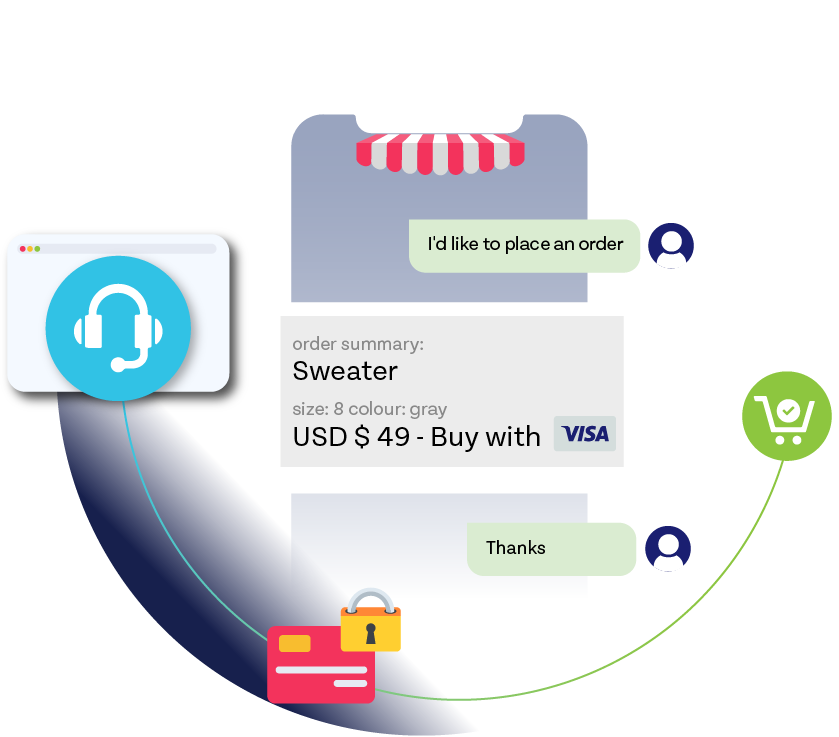 I'd like to place an order
order summary:
Sweater
size: 8 colour: gray
USD $ 49 - Buy with VISA
Thanks